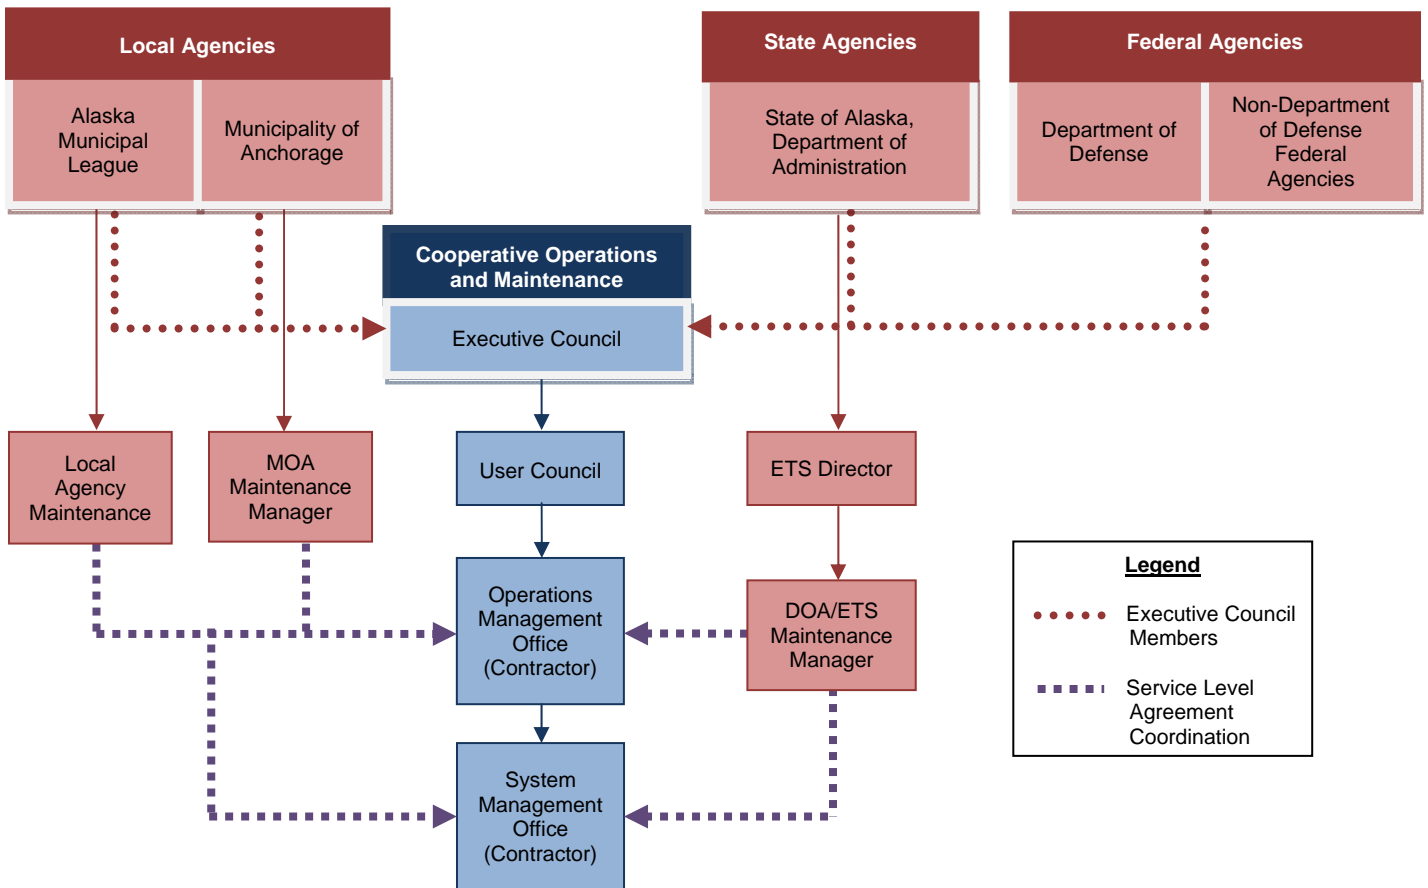 Local Agencies
Alaska
Municipal
League
Municipality of
Anchorage
State Agencies
State of Alaska,
Department of
Administration
Federal Agencies
Department of
Defense
Non-Department
of Defense
Federal
Agencies
Cooperative Operations
and Maintenance
Executive Council
Local
Agency
Maintenance
MOA
Maintenance
Manager
User Council
ETS Director
Operations
Management
Office
(Contractor)
DOA/ETS
Maintenance
Manager
System
Management
Office
(Contractor)
Legend
Executive Council
Members
Service Level
Agreement
Coordination